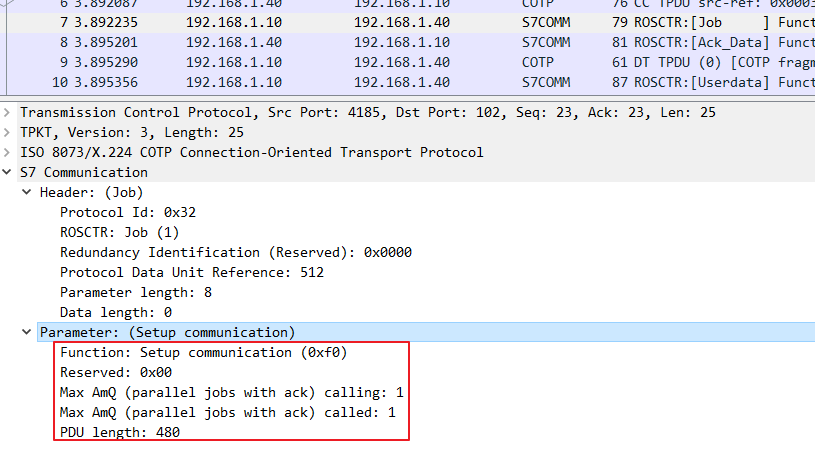 6 3.892087 192.168.1.40 192.168.1.10 COTP 76 CC TPDU src-ref: 0x0003
7 3.892235 192.168.1.10 192.168.1.40 S7COMM 79 ROSCTR:[Job ] Funct
8 3.895201 192.168.1.40 192.168.1.10 S7COMM 81 ROSCTR:[Ack_Data] Funct
9 3.895290 192.168.1.10 192.168.1.40 COTP 61 DT TPDU (0) [COTP fragm
10 3.895356 192.168.1.10 192.168.1.40 S7COMM 87 ROSCTR:[Userdata] Funct
Transmission Control Protocol, Src Port: 4185, Dst Port: 102, Seq: 23, Ack: 23, Len: 25
TPKT, Version: 3, Length: 25
ISO 8073/X.224 COTP Connection-Oriented Transport Protocol
S7 Communication
Header: (Job)
Protocol Id: 0x32
ROSCTR: Job (1)
Redundancy Identification (Reserved): 0x0000
Protocol Data Unit Reference: 512
Parameter length: 8
Data length: 0
Parameter: (Setup communication)
Function: Setup communication (0xf0)
Reserved: 0x00
Max AmQ (parallel jobs with ack) calling: 1
Max AmQ (parallel jobs with ack) called: 1
PDU length: 480